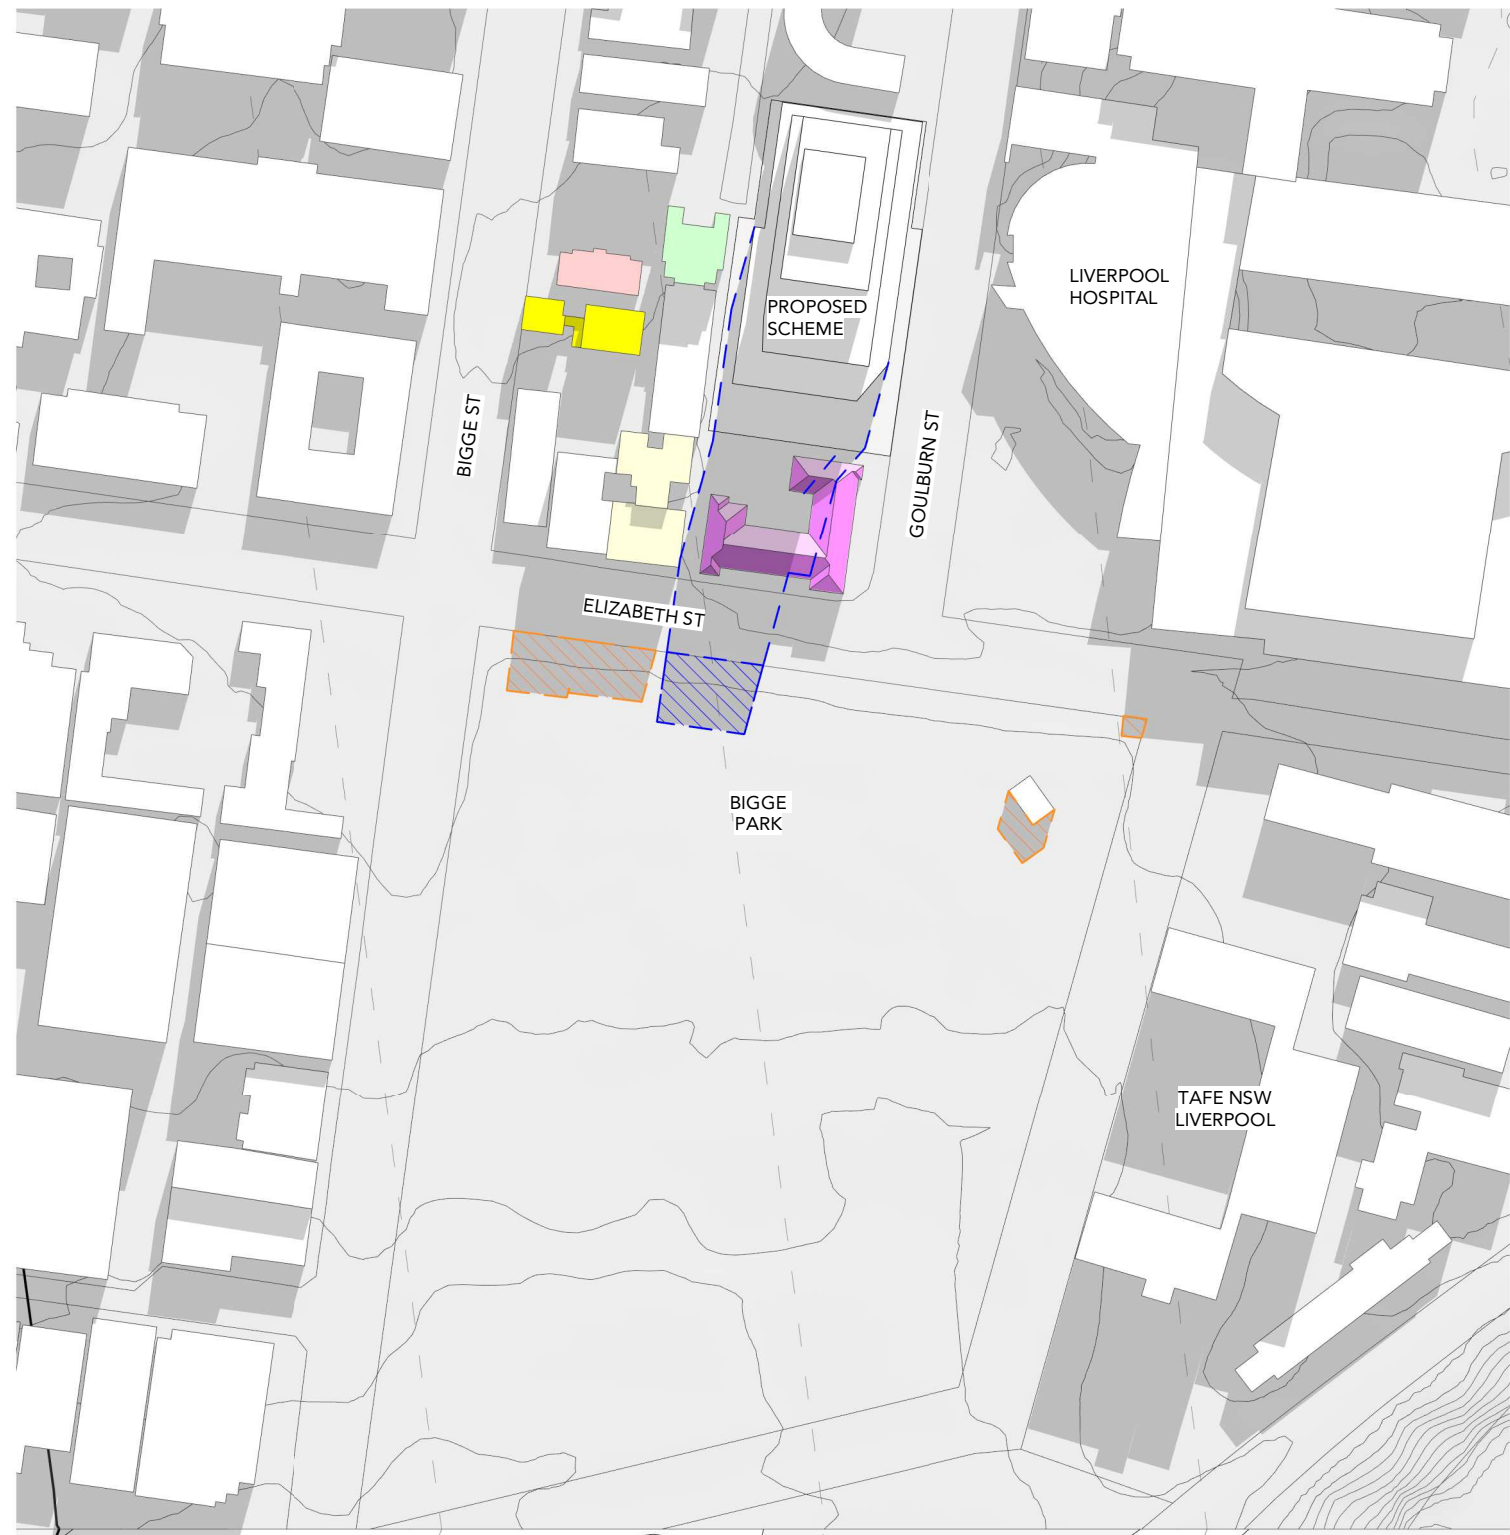 LIVERPOOL
HOSPITAL
PROPOSED
SCHEME
BIGGE ST
GOULBURN ST
ELIZABETH ST
BIGGE
PARK
TAFE NSW
LIVERPOOL